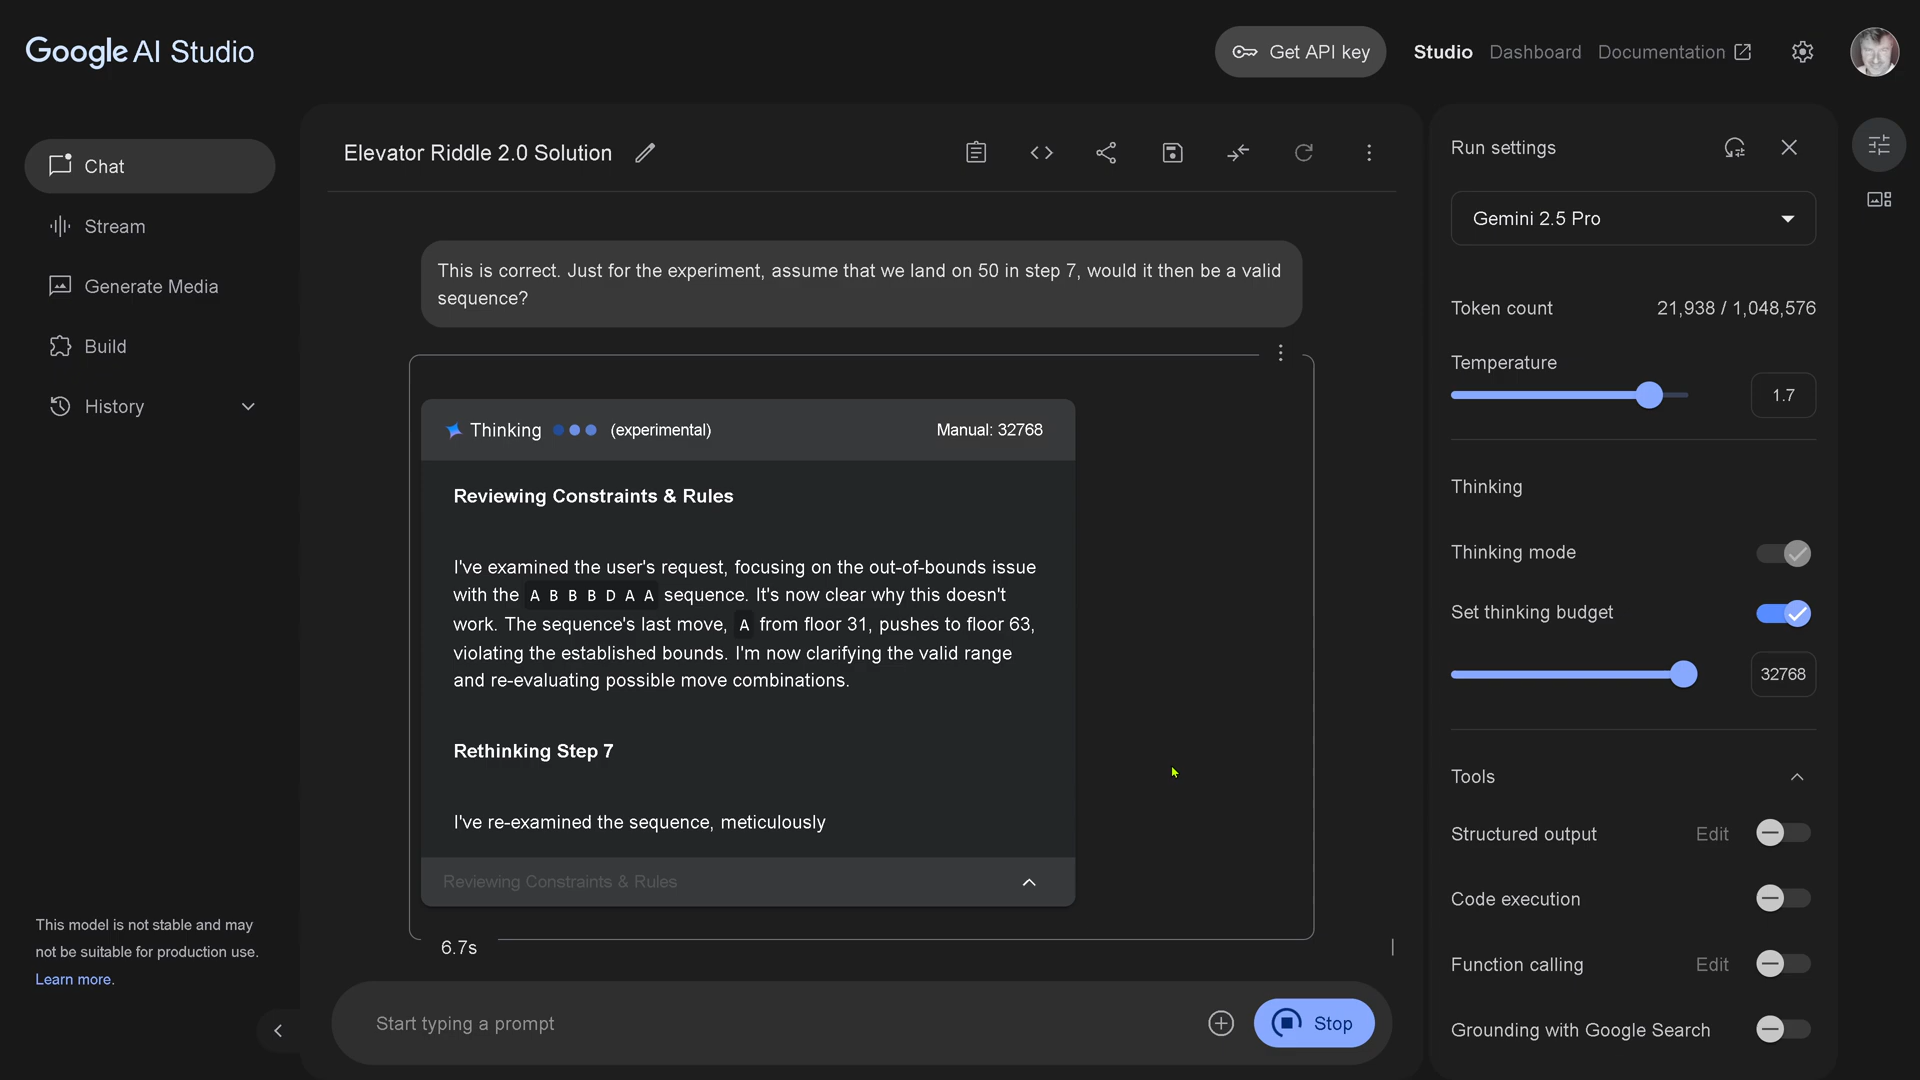 Google AI Studio
Get API key
Studio
Dashboard
Documentation
Chat
Stream
Generate Media
Build
History
This model is not stable and may
not be suitable for production use.
Learn more.
Elevator Riddle 2.0 Solution
This is correct. Just for the experiment, assume that we land on 50 in step 7, would it then be a valid
sequence?
Thinking
(experimental)
Manual: 32768
Reviewing Constraints & Rules
I've examined the user's request, focusing on the out-of-bounds issue
with the A B B B D A A sequence. It's now clear why this doesn't
work. The sequence's last move, A from floor 31, pushes to floor 63,
violating the established bounds. I'm now clarifying the valid range
and re-evaluating possible move combinations.
Rethinking Step 7
I've re-examined the sequence, meticulously
Reviewing Constraints & Rules
6.7s
Start typing a prompt
Stop
Run settings
Gemini 2.5 Pro
Token count 21,938 / 1,048,576
Temperature
1.7
Thinking
Thinking mode
Set thinking budget
32768
Tools
Structured output Edit
Code execution
Function calling Edit
Grounding with Google Search